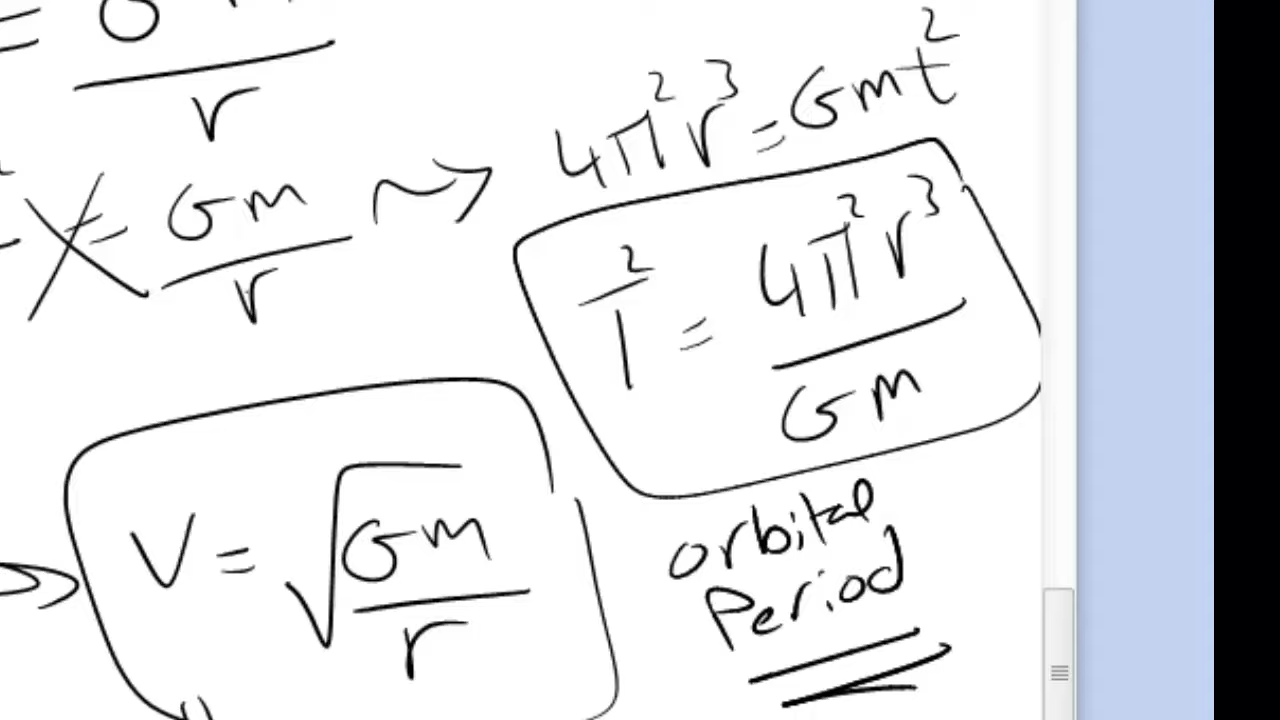 = Gm/r
4π²r³ = Gmt²
= Gm/r
T² = 4π²r³/Gm
V = √(Gm/r)
orbital
Period